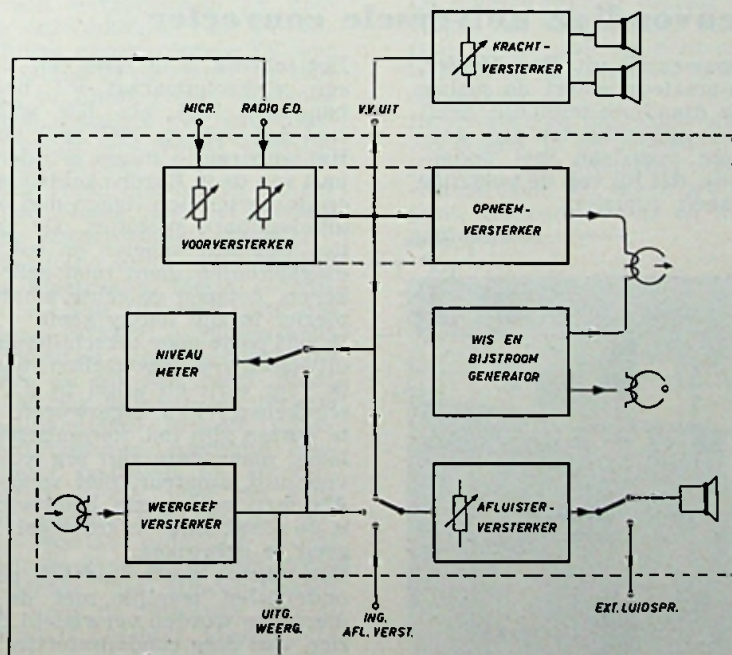 KRACHT-
VERSTERKER
MICR.
RADIO E.D.
V.V.UIT
VOORVERSTERKER
OPNEEM-
VERSTERKER
NIVEAU
METER
WIS EN
BIJSTROOM
GENERATOR
WEERGEEF
VERSTERKER
AFLUISTER-
VERSTERKER
UITG.
WEERG.
ING.
AFL. VERST.
EXT. LUIDSPR.